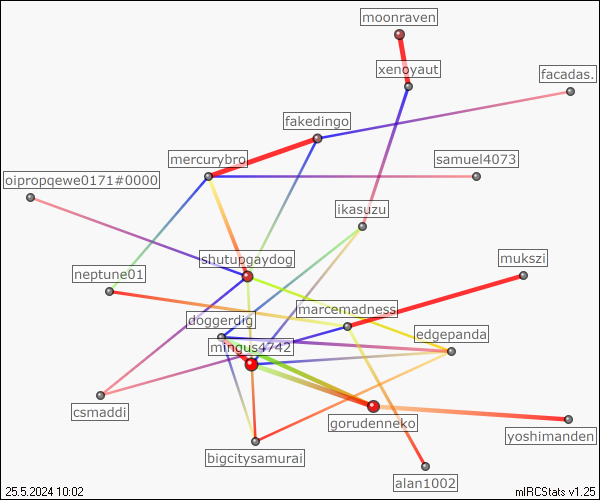 moonraven
xenoyaut
facadas.
fakedingo
mercurybro
samuel4073
oipropqewe0171#0000
ikasuzu
shutupgaydog
mukszi
neptune01
marcemadness
doggerdig
edgepanda
mingus4742
csmaddi
gorudenneko
yoshimanden
bigcitysamurai
alan1002
25.5.2024 10:02
mIRCStats v1.25